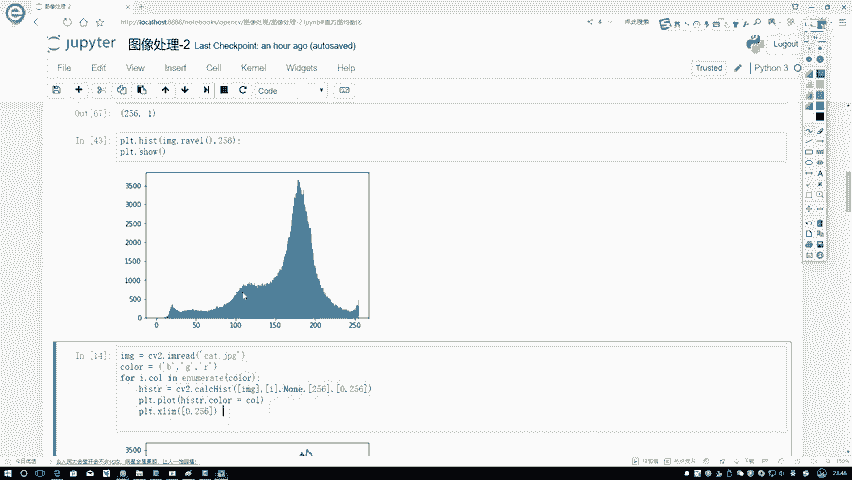 图像处理-2
http://localhost:8888/notebooks/opencv/图像处理/图像处理-2.ipynb#直方图均衡化
jupyter 图像处理-2 Last Checkpoint: an hour ago (autosaved)
Logout
File Edit View Insert Cell Kernel Widgets Help
Trusted Python 3
Code
Out[67]: (256, 1)
In [43]: plt.hist(img.ravel(),256);
plt.show()
3500
3000
2500
2000
1500
1000
500
0
0 50 100 150 200 250
In [14]: img = cv2.imread('cat.jpg')
color = ('b','g','r')
for i,col in enumerate(color):
histr = cv2.calcHist([img],[i],None,[256],[0,256])
plt.plot(histr,color = col)
plt.xlim([0,256])
3500